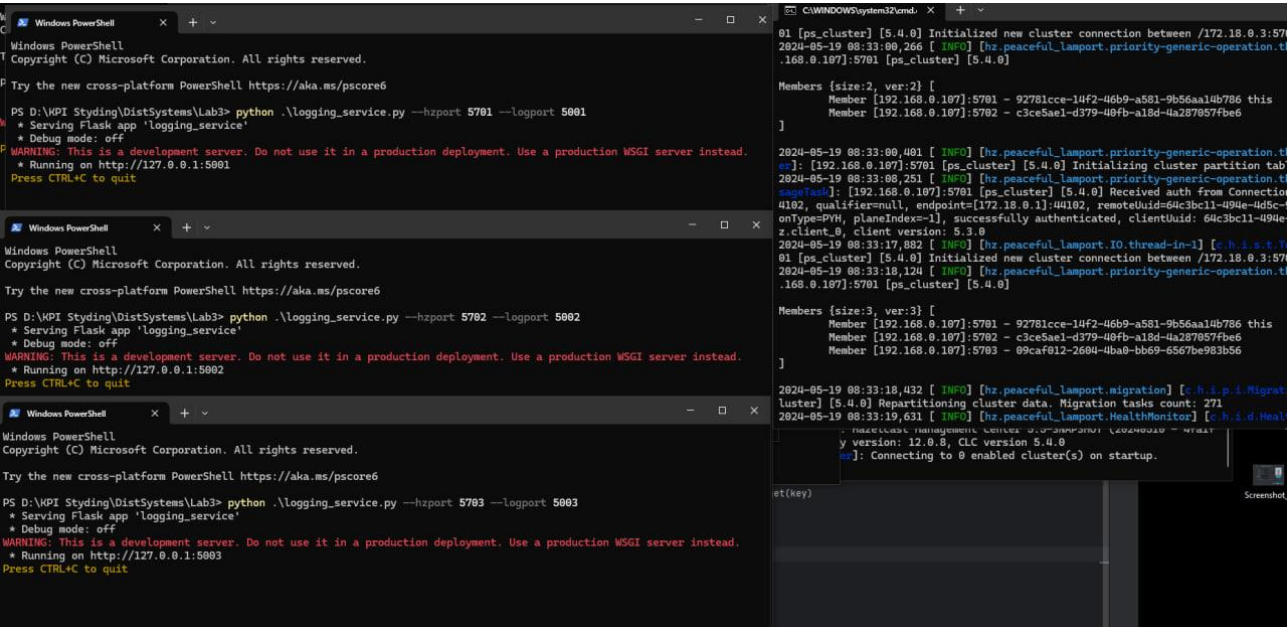 Windows PowerShell
Windows PowerShell
Copyright (C) Microsoft Corporation. All rights reserved.
Try the new cross-platform PowerShell https://aka.ms/pscore6
PS D:\KPI Styding\DistSystems\Lab3> python .\logging_service.py --hzport 5701 --logport 5001
* Serving Flask app 'logging_service'
* Debug mode: off
WARNING: This is a development server. Do not use it in a production deployment. Use a production WSGI server instead.
* Running on http://127.0.0.1:5001
Press CTRL+C to quit
Windows PowerShell
Windows PowerShell
Copyright (C) Microsoft Corporation. All rights reserved.
Try the new cross-platform PowerShell https://aka.ms/pscore6
PS D:\KPI Styding\DistSystems\Lab3> python .\logging_service.py --hzport 5702 --logport 5002
* Serving Flask app 'logging_service'
* Debug mode: off
WARNING: This is a development server. Do not use it in a production deployment. Use a production WSGI server instead.
* Running on http://127.0.0.1:5002
Press CTRL+C to quit
Windows PowerShell
Windows PowerShell
Copyright (C) Microsoft Corporation. All rights reserved.
Try the new cross-platform PowerShell https://aka.ms/pscore6
PS D:\KPI Styding\DistSystems\Lab3> python .\logging_service.py --hzport 5703 --logport 5003
* Serving Flask app 'logging_service'
* Debug mode: off
WARNING: This is a development server. Do not use it in a production deployment. Use a production WSGI server instead.
* Running on http://127.0.0.1:5003
Press CTRL+C to quit
C:\WINDOWS\system32\cmd.
01 [ps_cluster] [5.4.0] Initialized new cluster connection between /172.18.0.3:570
2024-05-19 08:33:00,266 [ INFO] [hz.peaceful_lamport.priority-generic-operation.th
.168.0.107]:5701 [ps_cluster] [5.4.0]
Members {size:2, ver:2} [
Member [192.168.0.107]:5701 - 92781cce-14f2-46b9-a581-9b56aa14b786 this
Member [192.168.0.107]:5702 - c3ce5ae1-d379-40fb-a18d-4a287057fbe6
]
2024-05-19 08:33:00,401 [ INFO] [hz.peaceful_lamport.priority-generic-operation.th
er]: [192.168.0.107]:5701 [ps_cluster] [5.4.0] Initializing cluster partition tabl
2024-05-19 08:33:08,251 [ INFO] [hz.peaceful_lamport.priority-generic-operation.th
sageTask]: [192.168.0.107]:5701 [ps_cluster] [5.4.0] Received auth from Connection
4102, qualifier=null, endpoint=[172.18.0.1]:44102, remoteUuid=64c3bc11-494e-4d5c-9
onType=PYH, planeIndex=-1], successfully authenticated, clientUuid: 64c3bc11-494e-
z.client_0, client version: 5.3.0
2024-05-19 08:33:17,882 [ INFO] [hz.peaceful_lamport.IO.thread-in-1] [c.h.i.s.t.T
01 [ps_cluster] [5.4.0] Initialized new cluster connection between /172.18.0.3:570
2024-05-19 08:33:18,124 [ INFO] [hz.peaceful_lamport.priority-generic-operation.th
.168.0.107]:5701 [ps_cluster] [5.4.0]
Members {size:3, ver:3} [
Member [192.168.0.107]:5701 - 92781cce-14f2-46b9-a581-9b56aa14b786 this
Member [192.168.0.107]:5702 - c3ce5ae1-d379-40fb-a18d-4a287057fbe6
Member [192.168.0.107]:5703 - 09caf012-2604-4ba0-bb69-6567be983b56
]
2024-05-19 08:33:18,432 [ INFO] [hz.peaceful_lamport.migration] [c.h.i.p.i.Migrat
luster] [5.4.0] Repartitioning cluster data. Migration tasks count: 271
2024-05-19 08:33:19,631 [ INFO] [hz.peaceful_lamport.HealthMonitor] [c.h.i.d.Heal
y version: 12.0.8, CLC version 5.4.0
er]: Connecting to 0 enabled cluster(s) on startup.
et(key)
Screenshot_